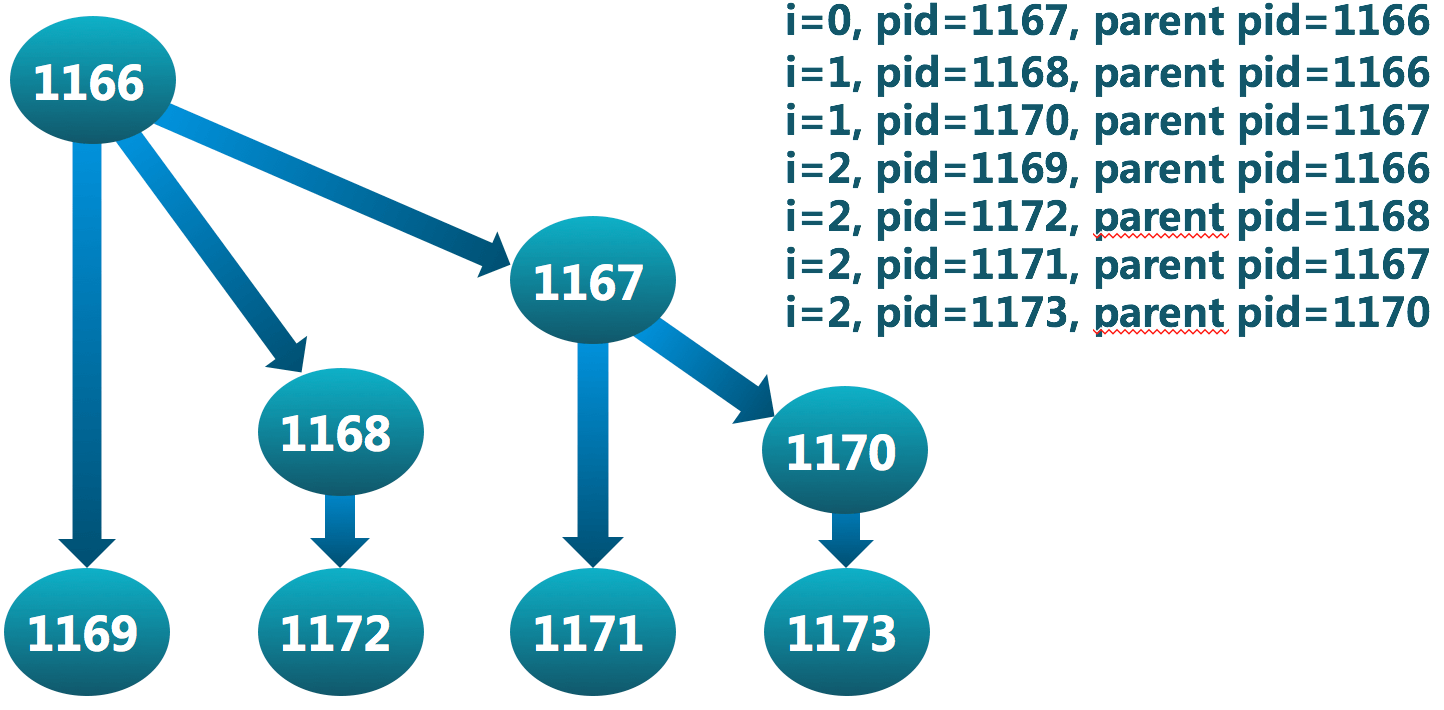 1166
1167
1168
1170
1169
1172
1171
1173
i=0, pid=1167, parent pid=1166
i=1, pid=1168, parent pid=1166
i=1, pid=1170, parent pid=1167
i=2, pid=1169, parent pid=1166
i=2, pid=1172, parent pid=1168
i=2, pid=1171, parent pid=1167
i=2, pid=1173, parent pid=1170